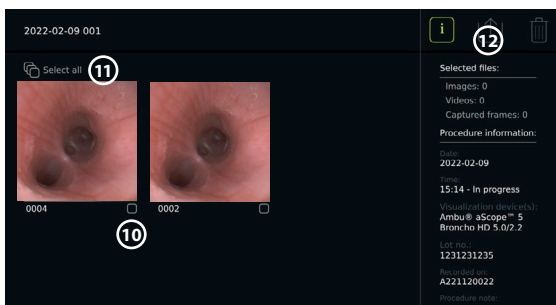 2022-02-09 001
i
12
Select all
11
0004
0002
10
Selected files:
Images: 0
Videos: 0
Captured frames: 0
Procedure information:
Date:
2022-02-09
Time:
15:14 - In progress
Visualization device(s):
Ambu® aScope™ 5
Broncho HD 5.0/2.2
Lot no.:
1231231235
Recorded on:
A221120022
Procedure note: